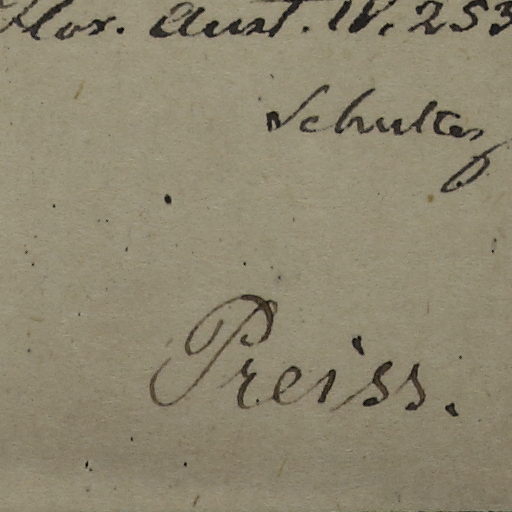 Flor. Aust. IV. 253
Schultes
Preiss.